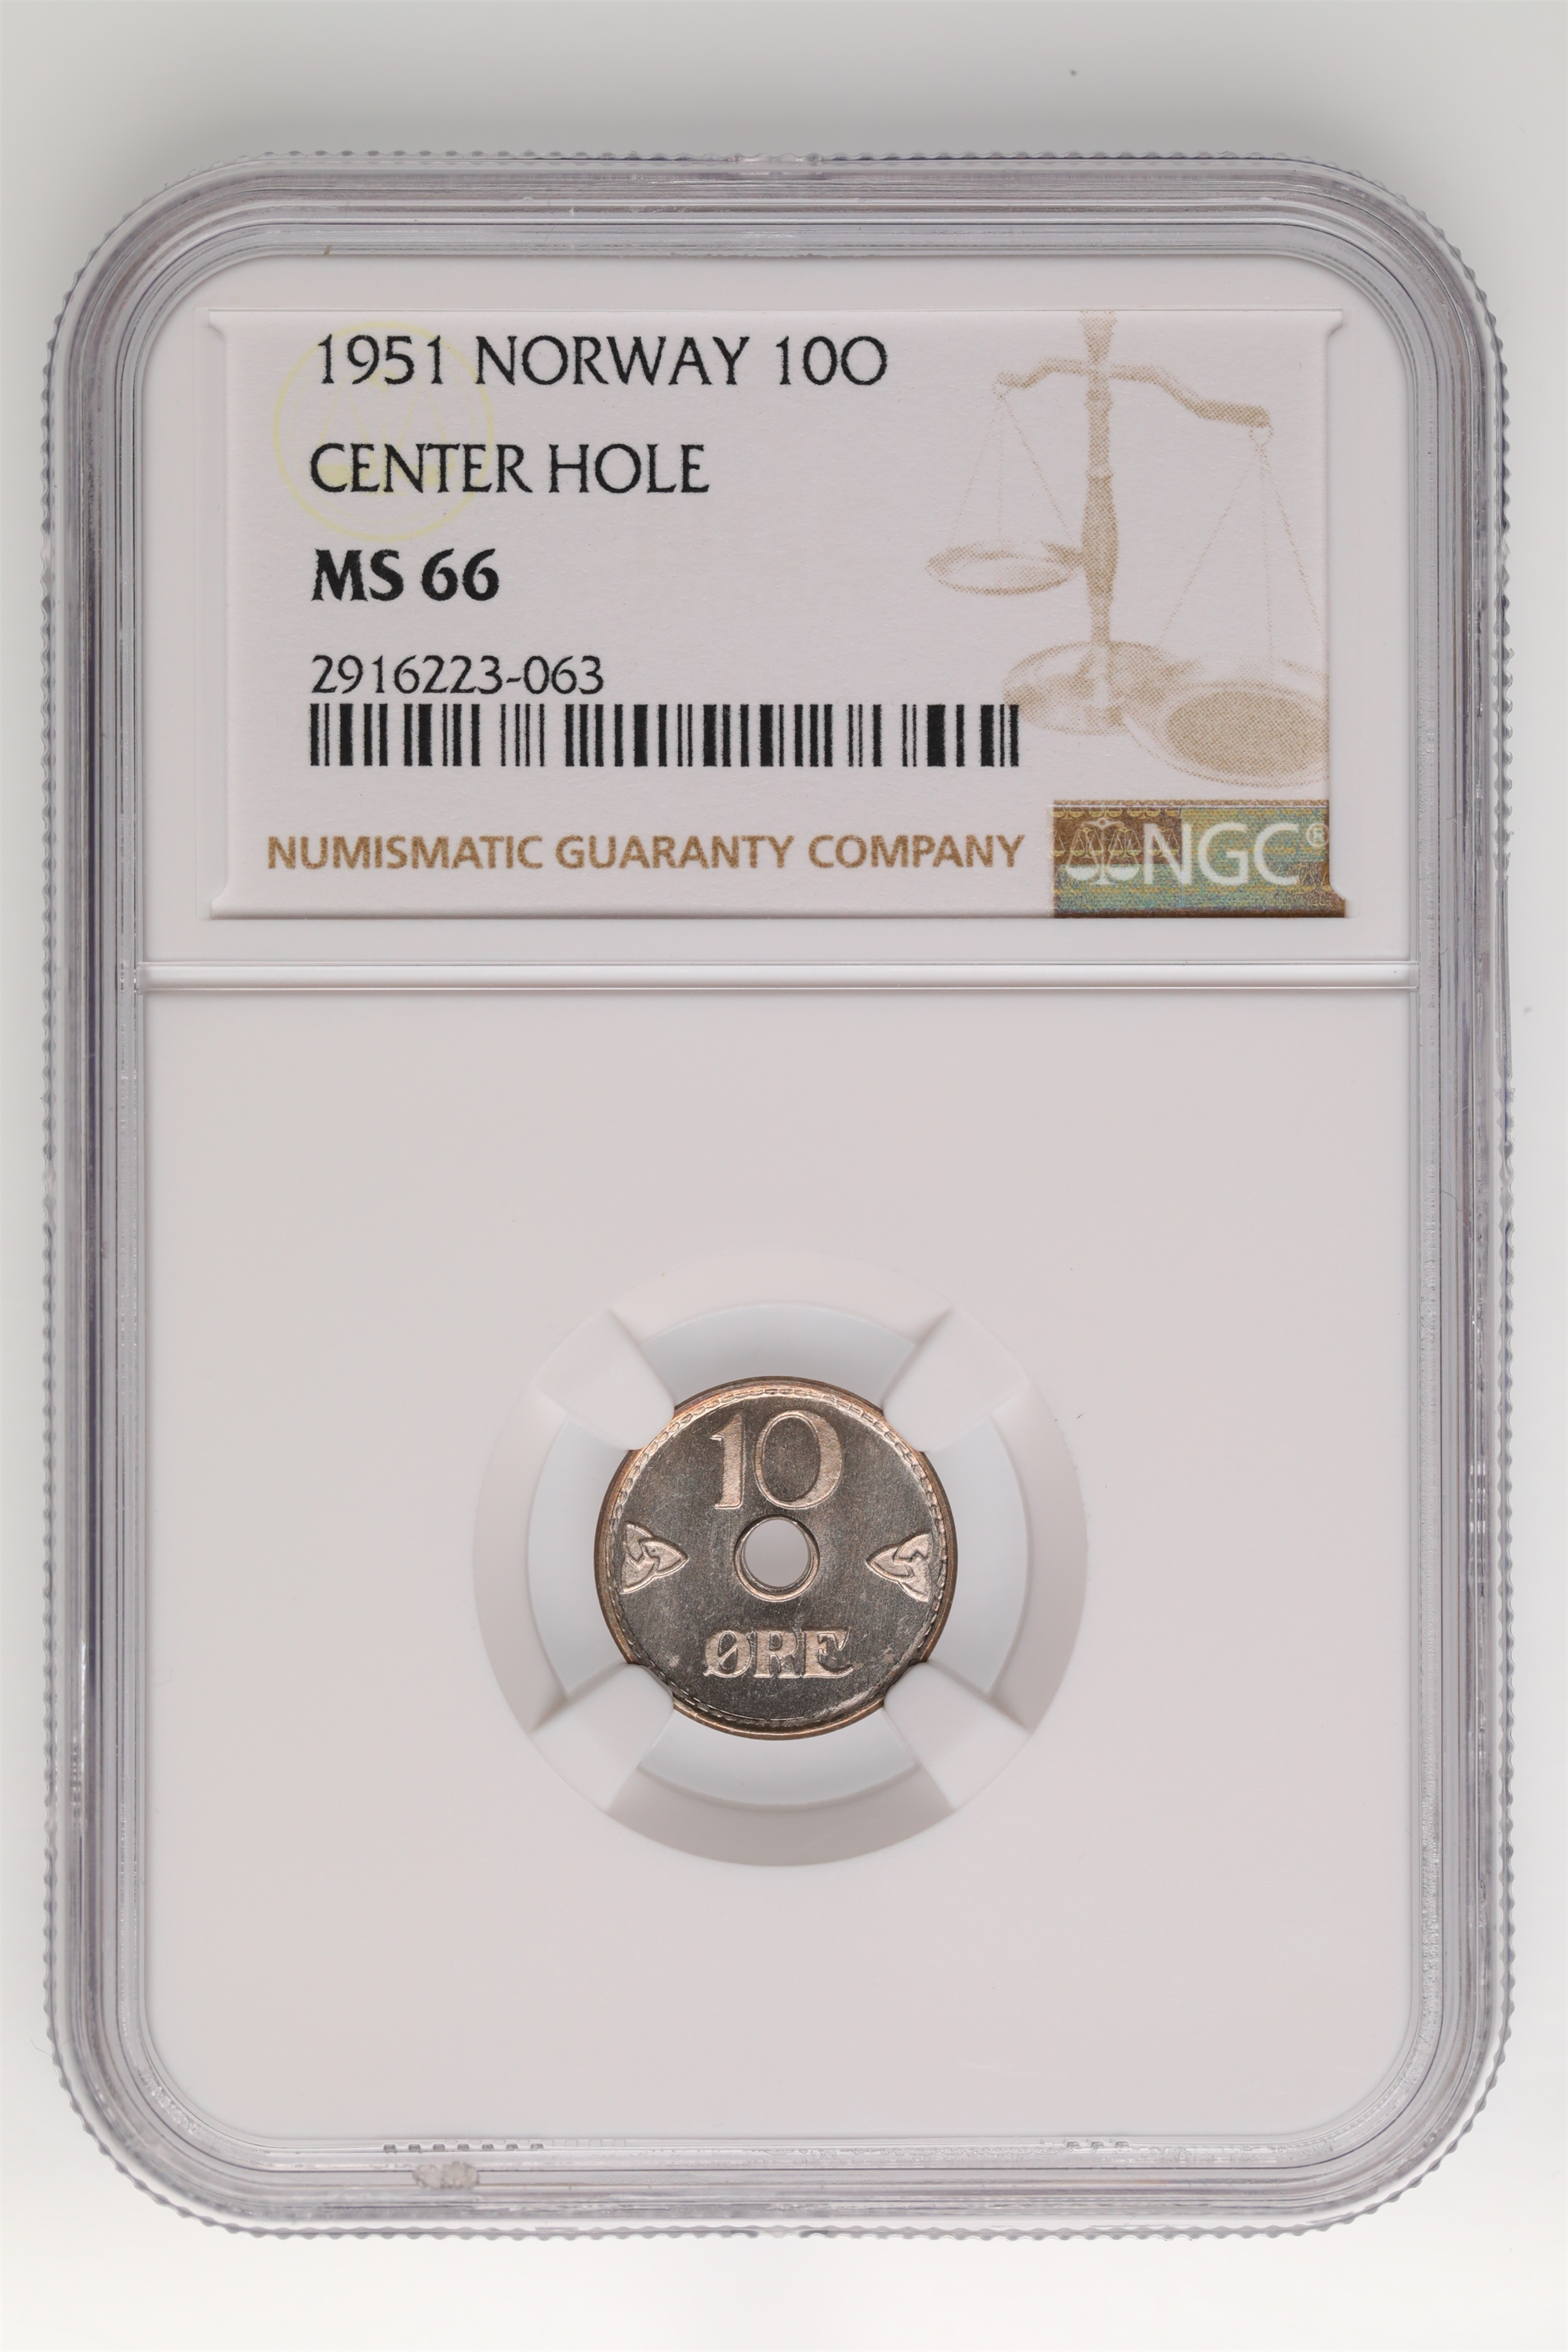 1951 NORWAY 10O
CENTER HOLE
MS 66
2916223-063
NUMISMATIC GUARANTY COMPANY
NGC®
10
ØRE